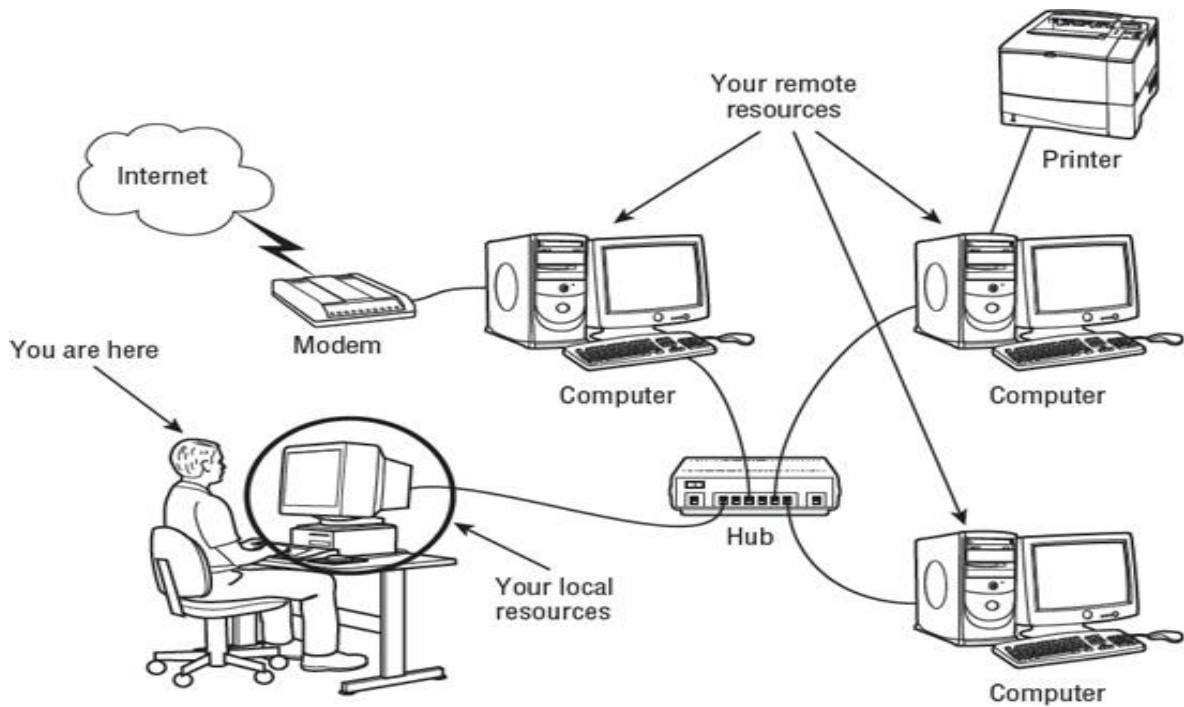 Your remote
resources
Printer
Internet
Modem
You are here
Computer
Computer
Hub
Your local
resources
Computer